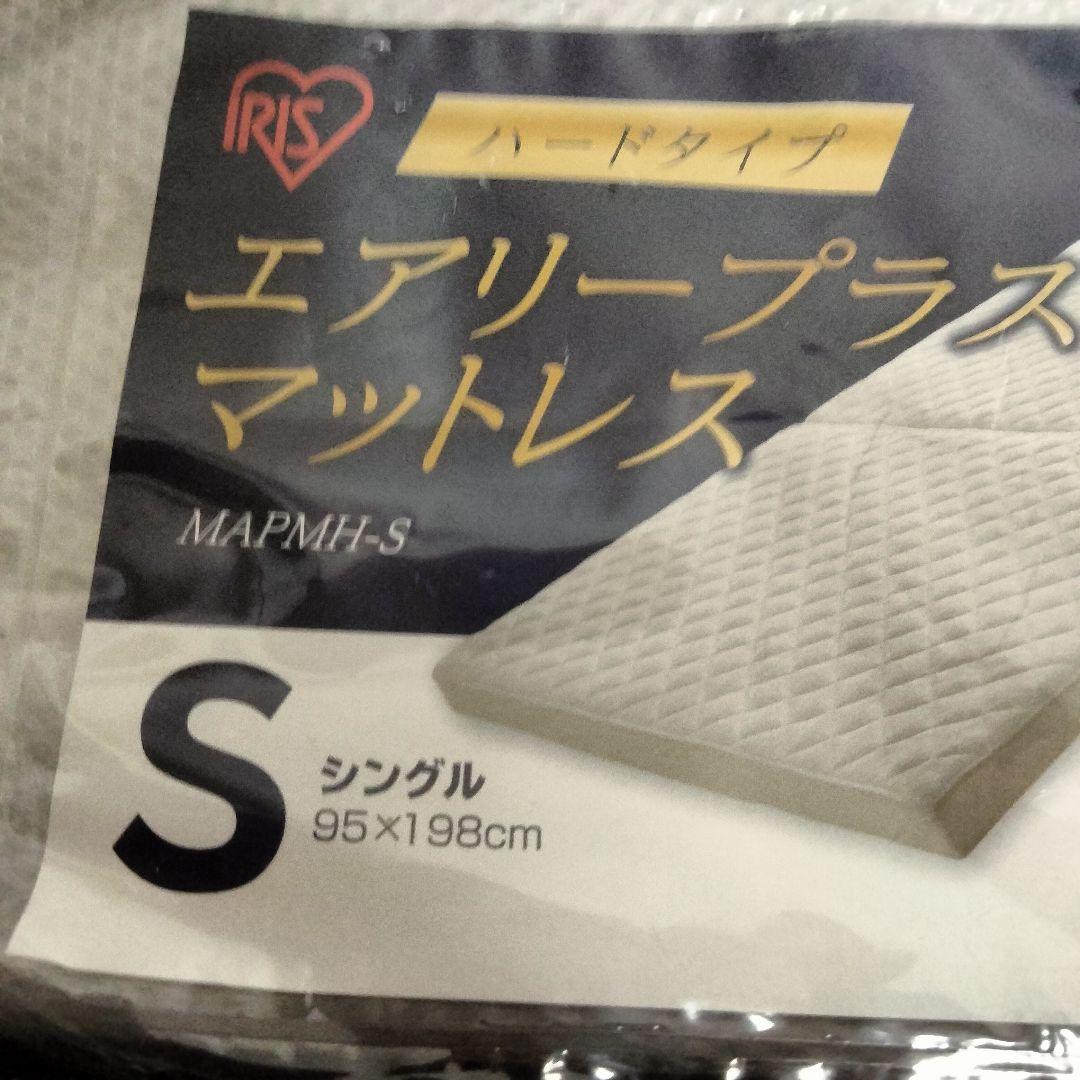 IRIS
ハードタイプ
エアリープラス
マットレス
MAPMH-S
S
シングル
95×198cm